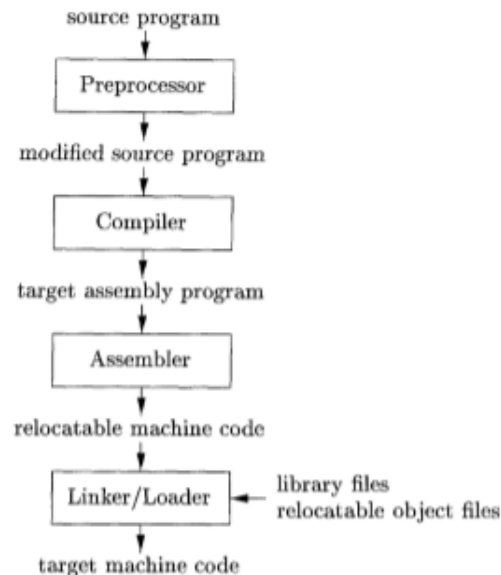 source program
Preprocessor
modified source program
Compiler
target assembly program
Assembler
relocatable machine code
Linker/Loader
library files
relocatable object files
target machine code